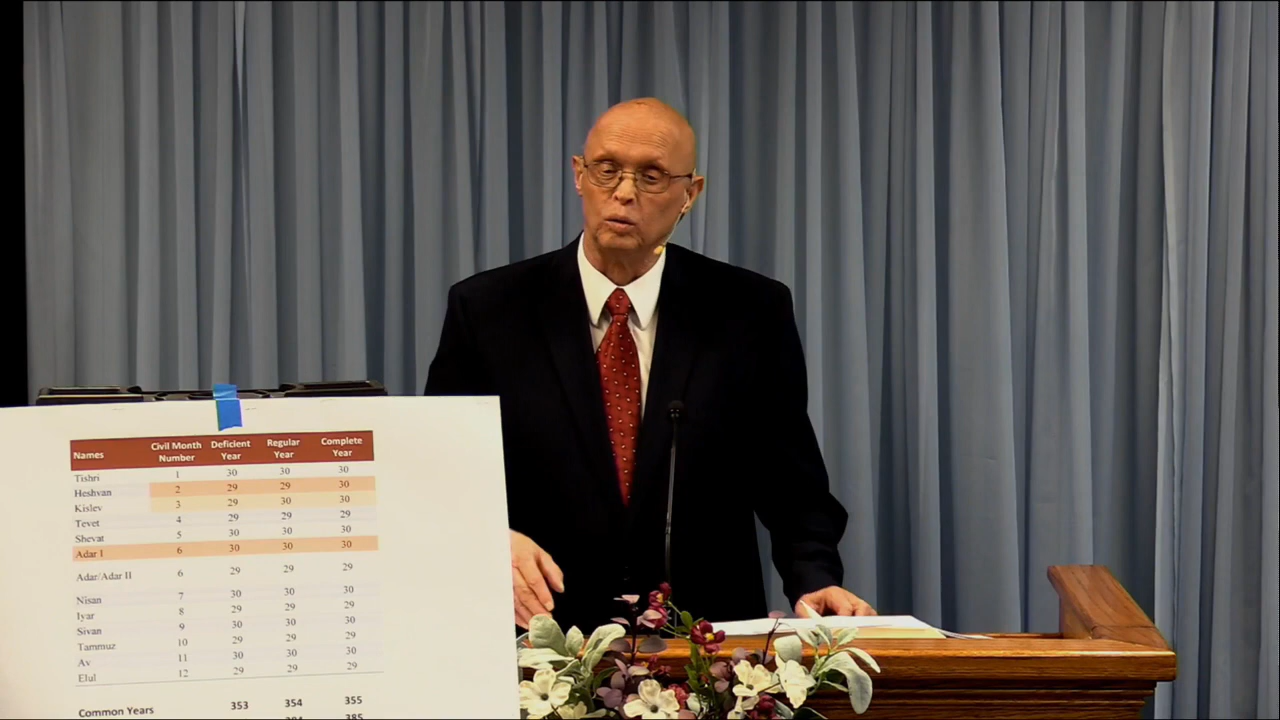 Names Civil Month Number Deficient Year Regular Year Complete Year
Tishri 1 30 30 30
Heshvan 2 29 29 30
Kislev 3 29 30 30
Tevet 4 29 29 29
Shevat 5 30 30 30
Adar I 6 30 30 30
Adar/Adar II 6 29 29 29
Nisan 7 30 30 30
Iyar 8 29 29 29
Sivan 9 30 30 30
Tammuz 10 29 29 29
Av 11 30 30 30
Elul 12 29 29 29
Common Years 353 354 355
385